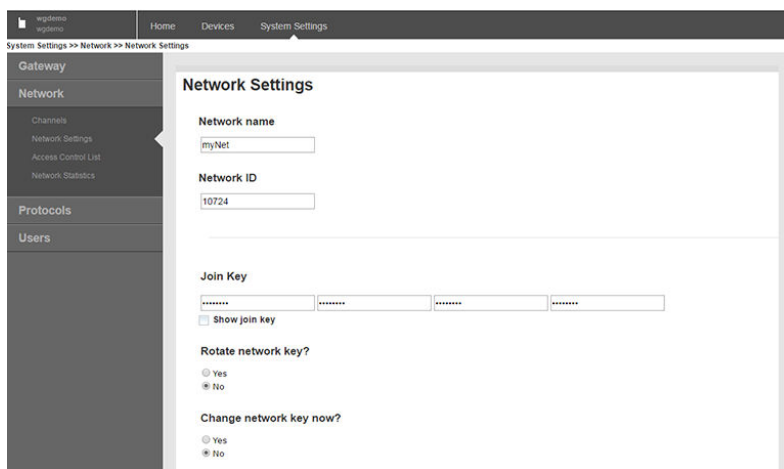 wgdemo
wgdemo
Home Devices System Settings
System Settings >> Network >> Network Settings
Gateway
Network
Channels
Network Settings
Access Control List
Network Statistics
Protocols
Users
Network Settings
Network name
myNet
Network ID
10724
Join Key
•••••••• •••••••• •••••••• ••••••••
Show join key
Rotate network key?
Yes
No
Change network key now?
Yes
No